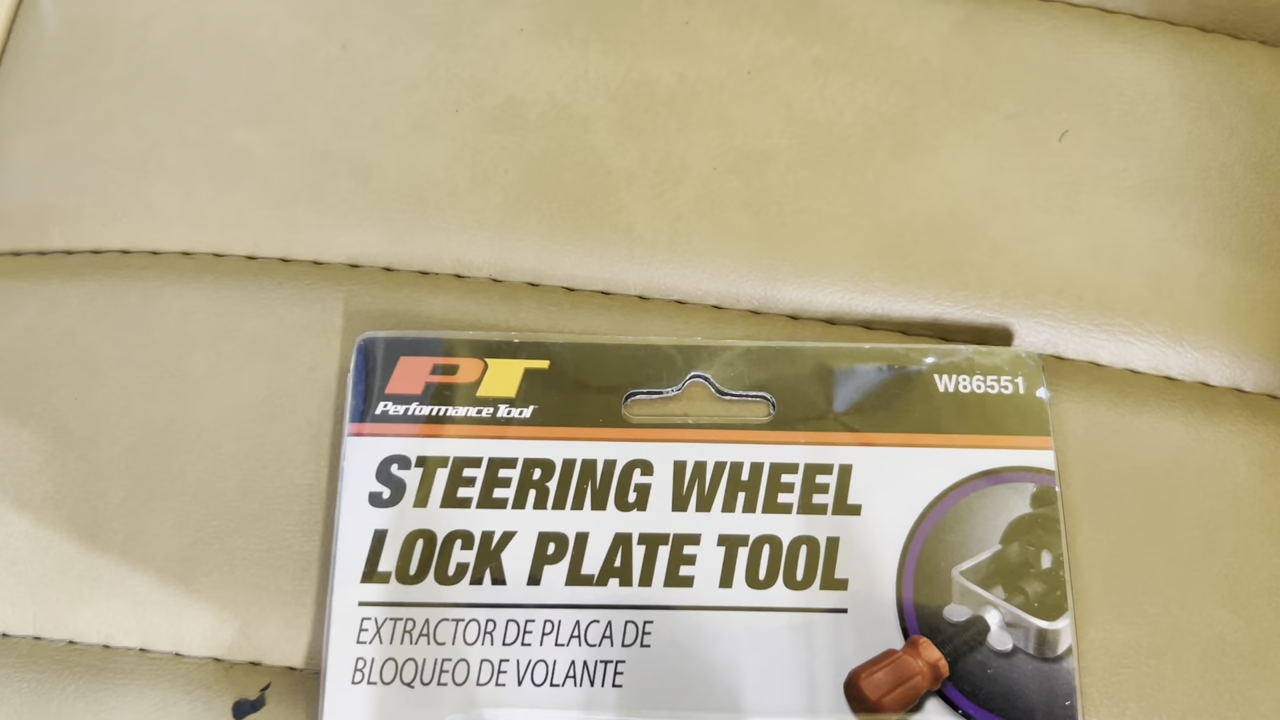 PT
Performance Tool
W86551
STEERING WHEEL
LOCK PLATE TOOL
EXTRACTOR DE PLACA DE
BLOQUEO DE VOLANTE